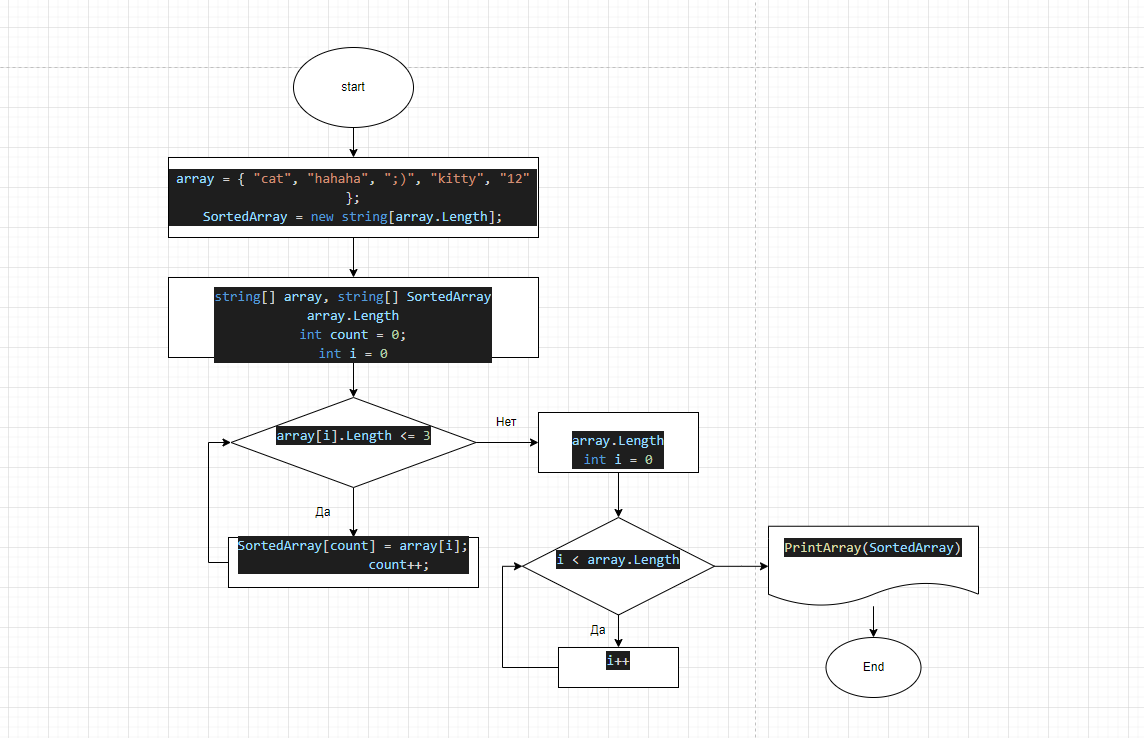 start
array = { "cat", "hahaha", ";)", "kitty", "12"
};
SortedArray = new string[array.Length];
string[] array, string[] SortedArray
array.Length
int count = 0;
int i = 0
array[i].Length <= 3
Нет
array.Length
int i = 0
Да
SortedArray[count] = array[i];
count++;
i < array.Length
PrintArray(SortedArray)
Да
i++
End